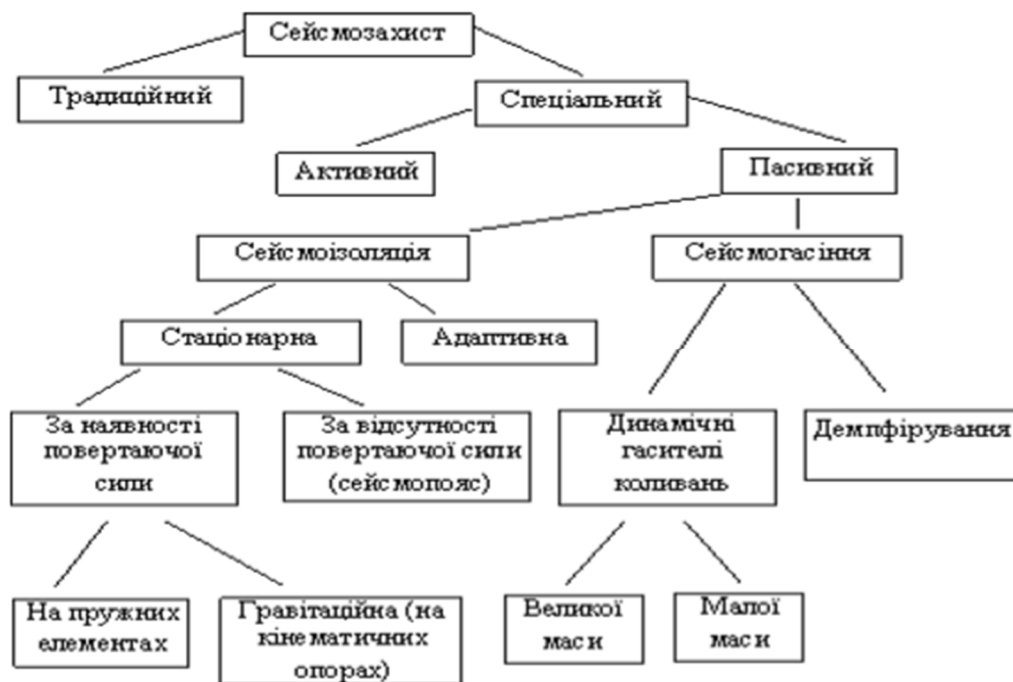 Сейсмозахист
Традиційний
Спеціальний
Активний
Пасивний
Сейсмоізоляція
Сейсмогасіння
Стаціонарна
Адаптивна
За наявності
повертаючої
сили
За відсутності
повертаючої сили
(сейсмопояс)
Динамічні
гасителі
коливань
Демпфірування
На пружних
елементах
Гравітаційна (на
кінематичних
опорах)
Великої
маси
Малої
маси